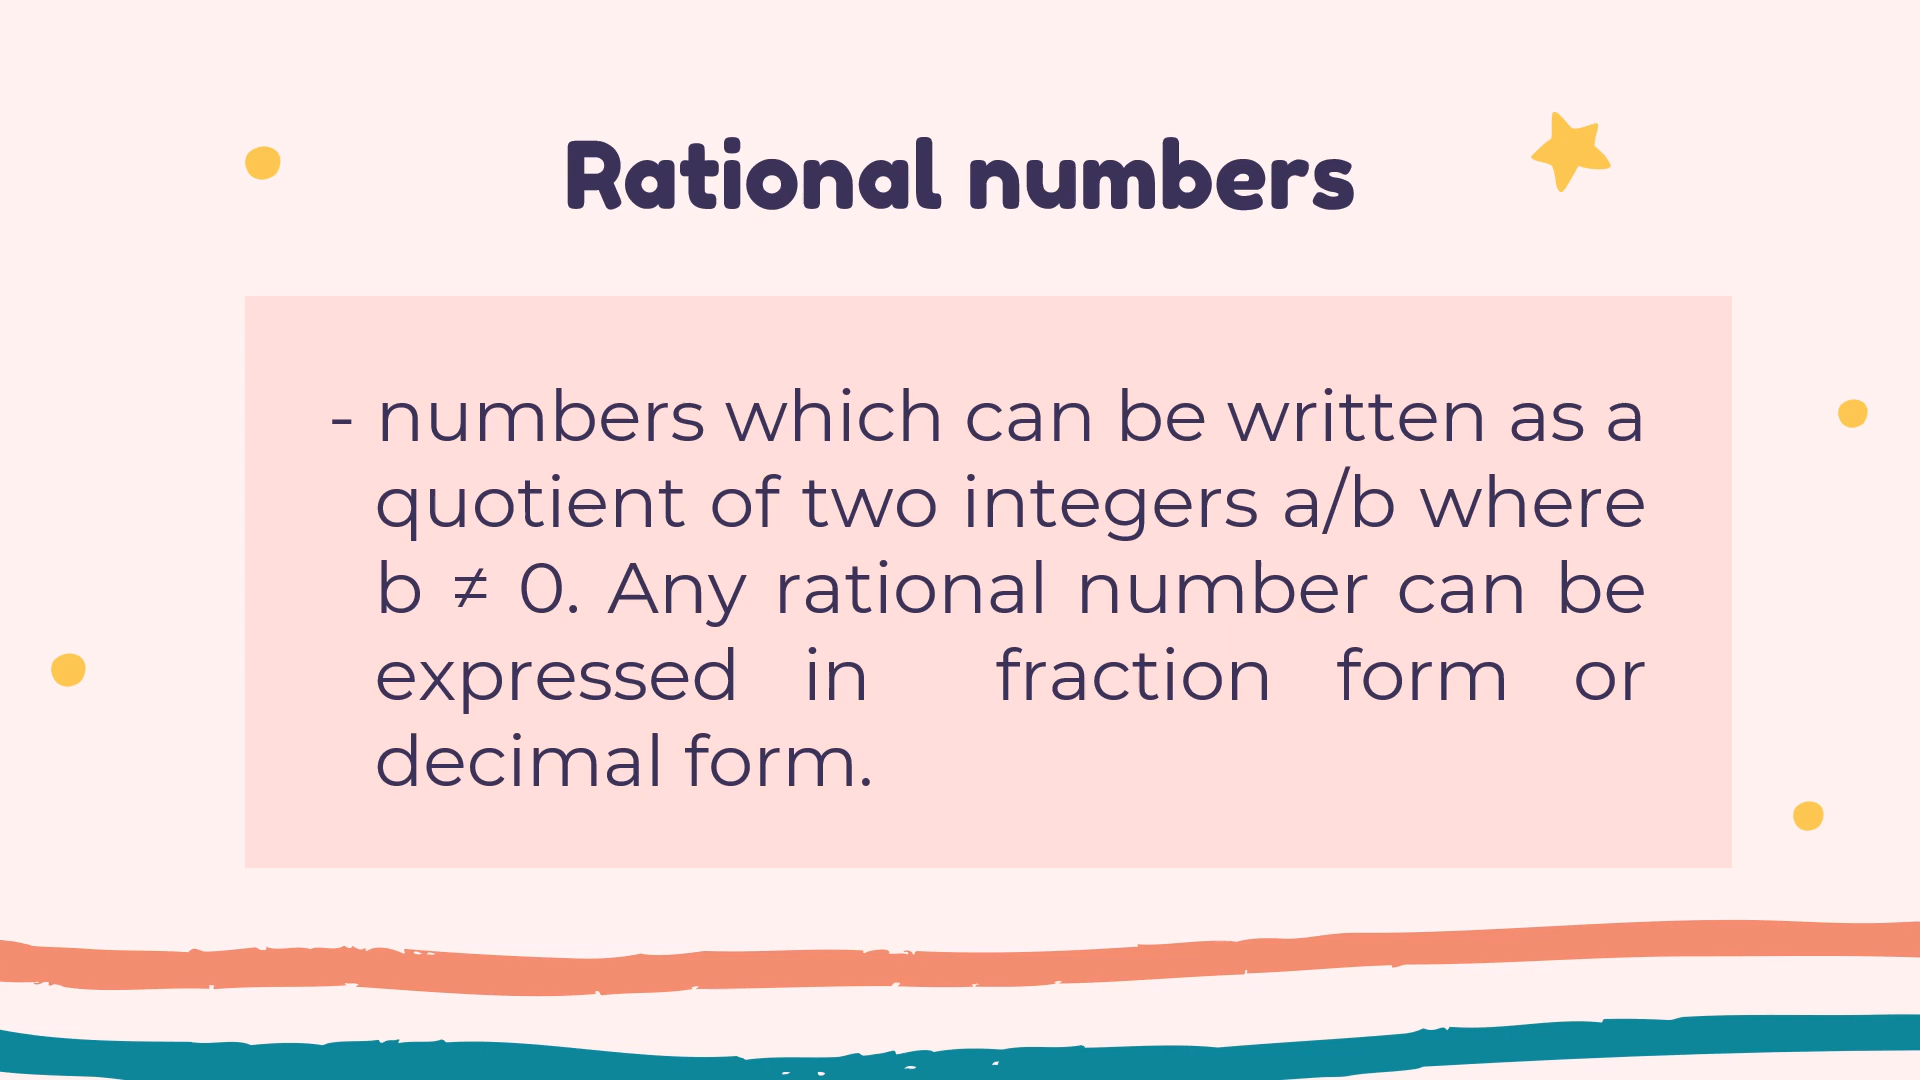 Rational numbers
- numbers which can be written as a
quotient of two integers a/b where
b ≠ 0. Any rational number can be
expressed in fraction form or
decimal form.